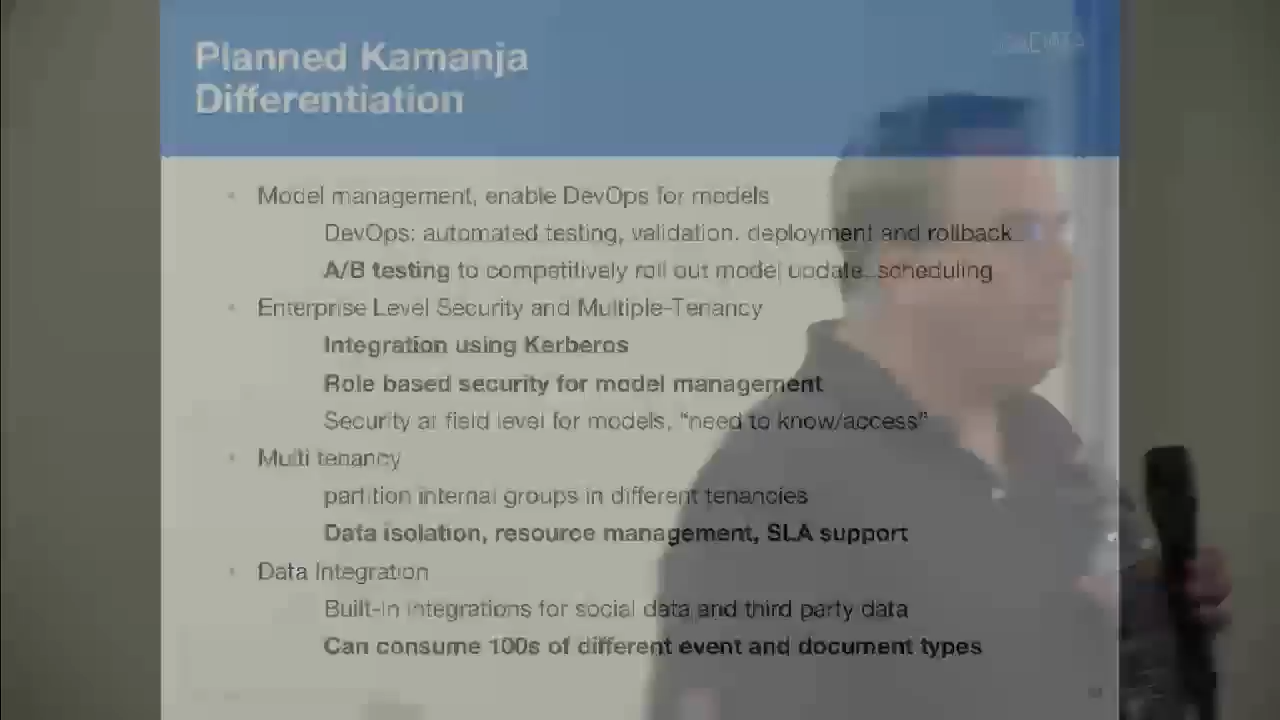 Planned Kamanja
Differentiation
• Model management, enable DevOps for models
DevOps: automated testing, validation. deployment and rollback
A/B testing to competitively roll out model update scheduling
• Enterprise Level Security and Multiple-Tenancy
Integration using Kerberos
Role based security for model management
Security at field level for models, "need to know/access"
• Multi tenancy
partition internal groups in different tenancies
Data isolation, resource management, SLA support
• Data Integration
Built-in integrations for social data and third party data
Can consume 100s of different event and document types